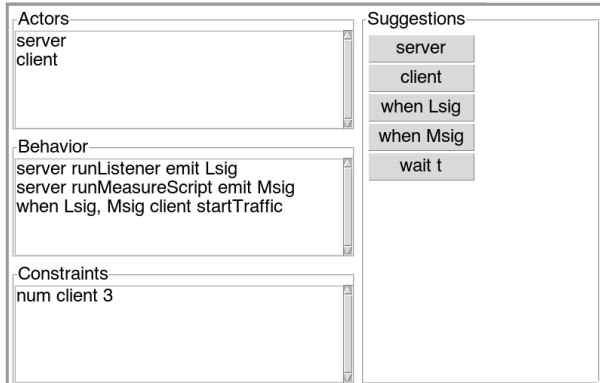 Actors
server
client
Behavior
server runListener emit Lsig
server runMeasureScript emit Msig
when Lsig, Msig client startTraffic
Constraints
num client 3
Suggestions
server
client
when Lsig
when Msig
wait t